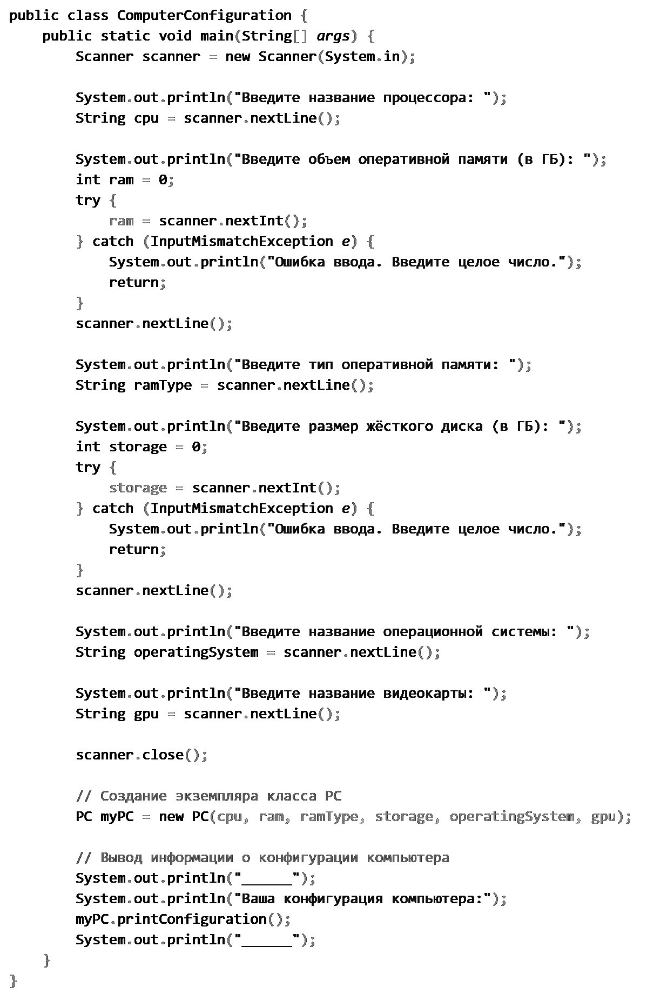 public class ComputerConfiguration {
    public static void main(String[] args) {
        Scanner scanner = new Scanner(System.in);

        System.out.println("Введите название процессора: ");
        String cpu = scanner.nextLine();

        System.out.println("Введите объем оперативной памяти (в ГБ): ");
        int ram = 0;
        try {
            ram = scanner.nextInt();
        } catch (InputMismatchException e) {
            System.out.println("Ошибка ввода. Введите целое число.");
            return;
        }
        scanner.nextLine();

        System.out.println("Введите тип оперативной памяти: ");
        String ramType = scanner.nextLine();

        System.out.println("Введите размер жёсткого диска (в ГБ): ");
        int storage = 0;
        try {
            storage = scanner.nextInt();
        } catch (InputMismatchException e) {
            System.out.println("Ошибка ввода. Введите целое число.");
            return;
        }
        scanner.nextLine();

        System.out.println("Введите название операционной системы: ");
        String operatingSystem = scanner.nextLine();

        System.out.println("Введите название видеокарты: ");
        String gpu = scanner.nextLine();

        scanner.close();

        // Создание экземпляра класса PC
        PC myPC = new PC(cpu, ram, ramType, storage, operatingSystem, gpu);

        // Вывод информации о конфигурации компьютера
        System.out.println("______");
        System.out.println("Ваша конфигурация компьютера:");
        myPC.printConfiguration();
        System.out.println("______");
    }
}